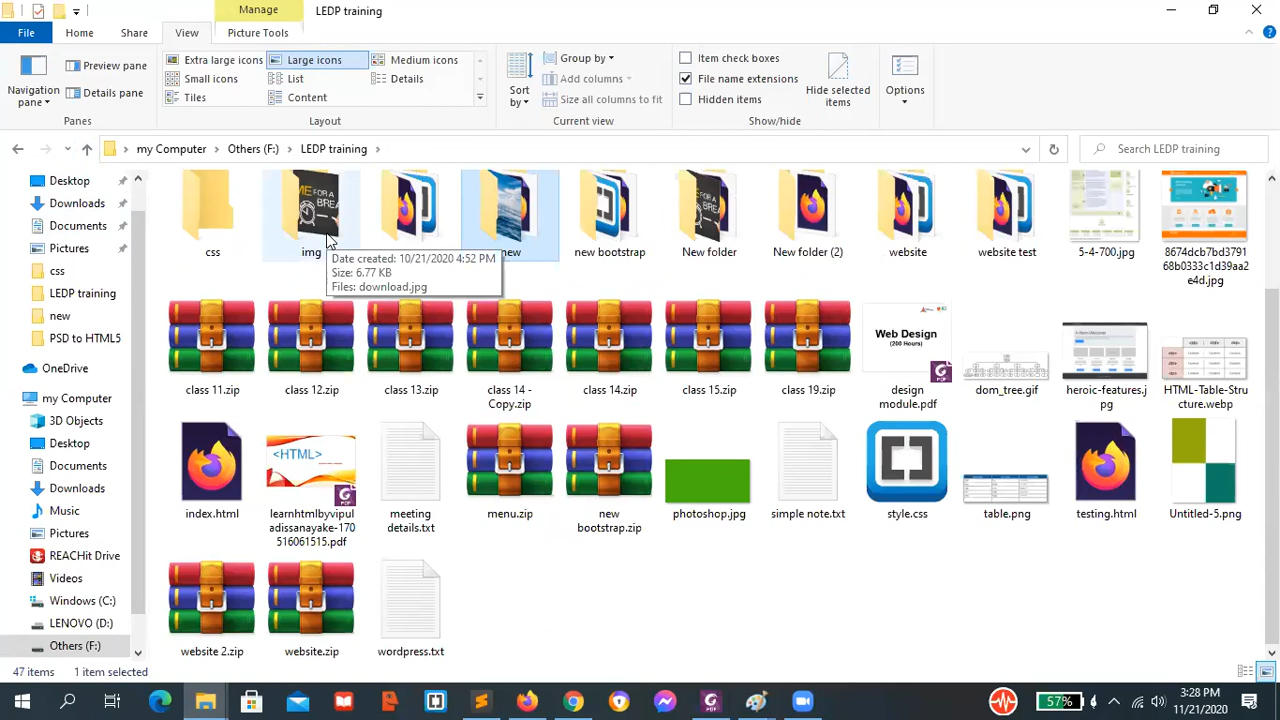 Manage
LEDP training
File
Home
Share
View
Picture Tools
Navigation
pane
Preview pane
Details pane
Panes
Extra large icons
Large icons
Medium icons
Small icons
List
Details
Tiles
Content
Layout
Sort
by
Group by
Add columns
Size all columns to fit
Current view
Item check boxes
File name extensions
Hidden items
Hide selected
items
Show/hide
Options
my Computer
Others (F:)
LEDP training
Search LEDP training
Desktop
Downloads
Documents
Pictures
css
LEDP training
new
PSD to HTML5
OneDrive
my Computer
3D Objects
Desktop
Documents
Downloads
Music
Pictures
REACHit Drive
Videos
Windows (C:)
LENOVO (D:)
Others (F:)
ME FOR A
BREA
css
img
new
new bootstrap
New folder
New folder (2)
website
website test
5-4-700.jpg
8674dcb7bd3791
68b0333c1d39aa2
e4d.jpg
Date created: 10/21/2020 4:52 PM
Size: 6.77 KB
Files: download.jpg
class 11.zip
class 12.zip
class 13.zip
class 14 -
Copy.zip
class 14.zip
class 15.zip
class 19.zip
Web Design
(200 Hours)
PDF
design
module.pdf
dom_tree.gif
heroic-features.j
pg
HTML-Table-Str
ucture.webp
index.html
<HTML>
PDF
learnhtmlbyvipul
adissanayake-170
516061515.pdf
meeting
details.txt
menu.zip
new
bootstrap.zip
photoshop.jpg
simple note.txt
style.css
table.png
testing.html
Untitled-5.png
website 2.zip
website.zip
wordpress.txt
47 items
1 item selected
57%
3:28 PM
11/21/2020